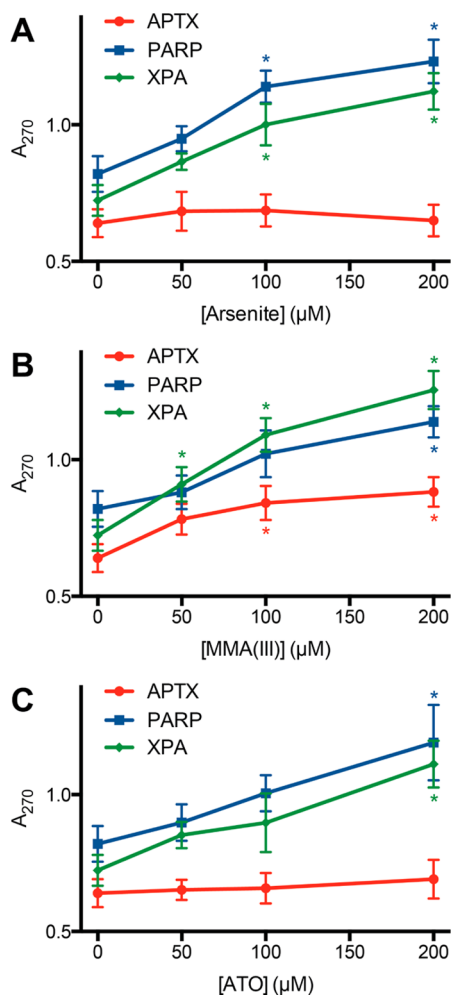 A
APTX
PARP
XPA
* *
* *
A270
1.0
0.5
0 50 100 150 200
[Arsenite] (µM)
B
APTX
PARP
XPA
* * *
* *
*
A270
1.0
0.5
0 50 100 150 200
[MMA(III)] (µM)
C
APTX
PARP
XPA
*
*
A270
1.0
0.5
0 50 100 150 200
[ATO] (µM)